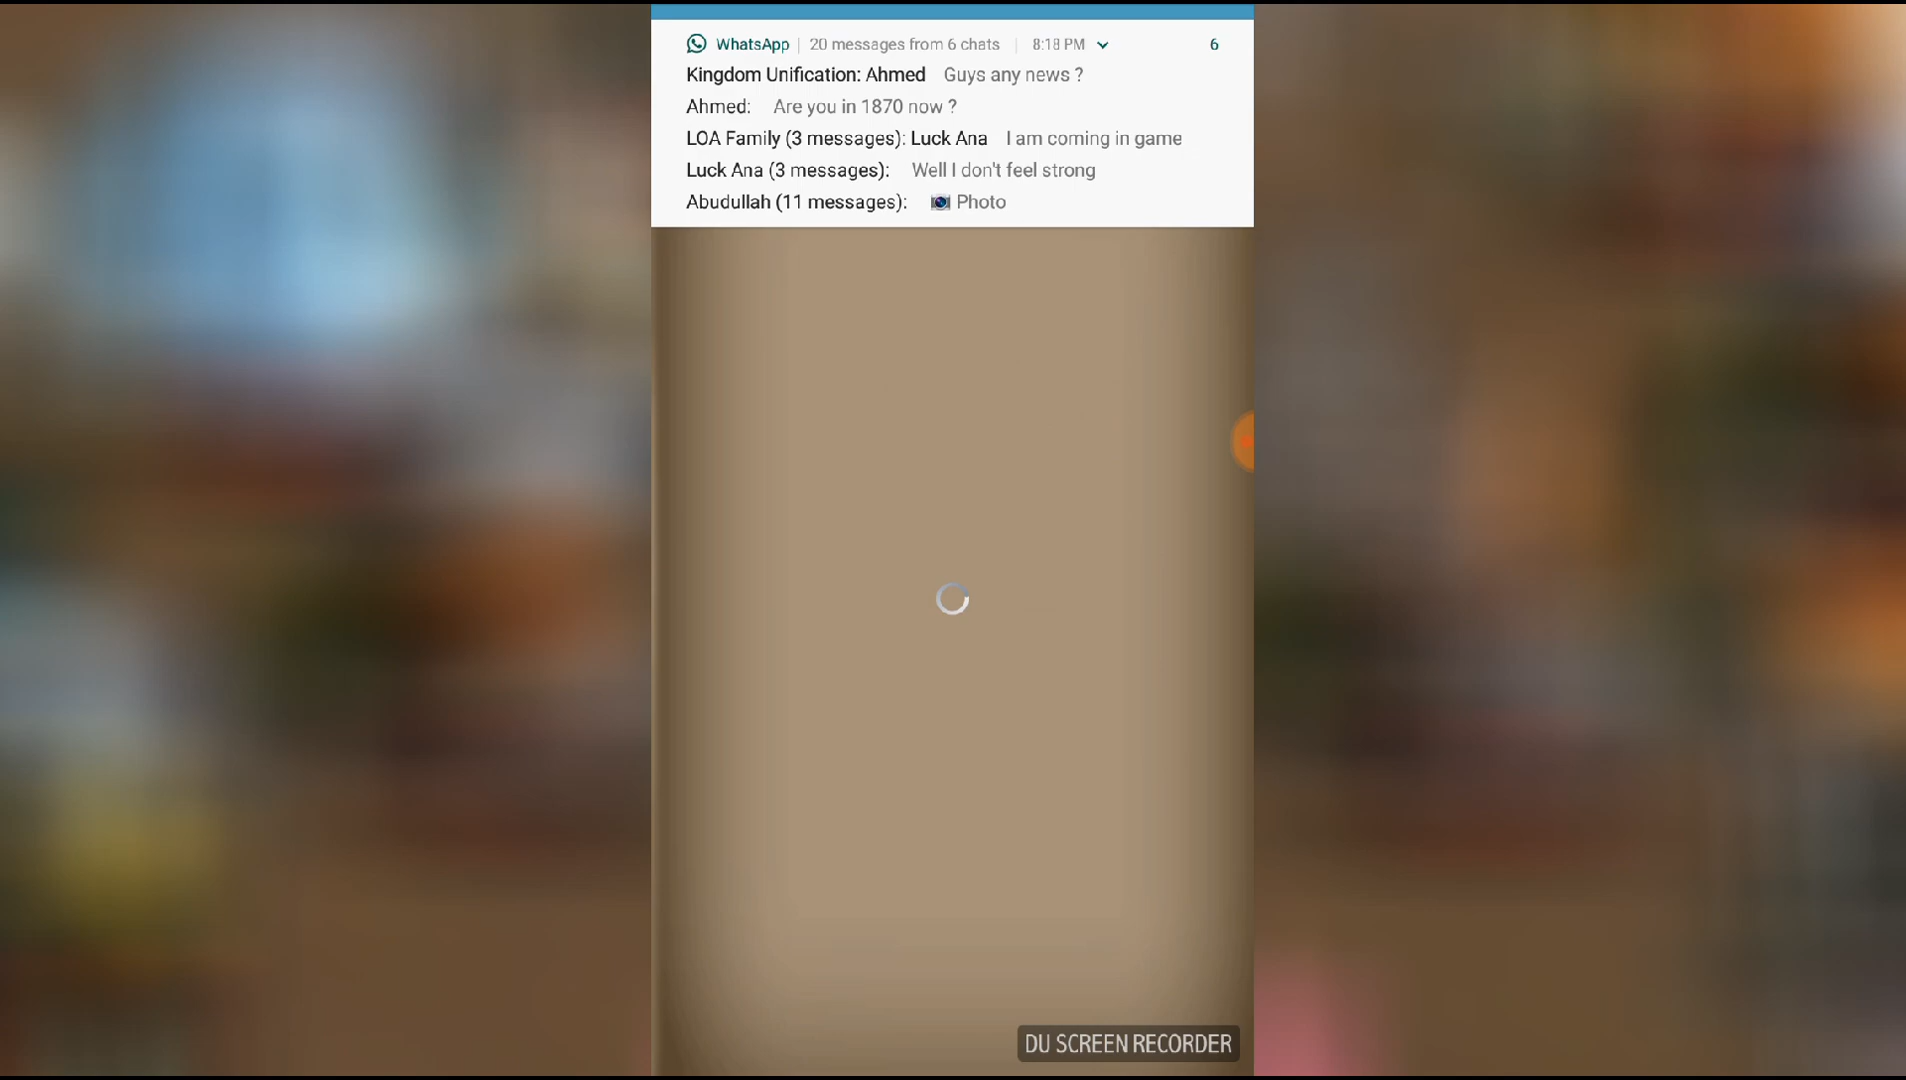 WhatsApp | 20 messages from 6 chats | 8:18 PM 6
Kingdom Unification: Ahmed Guys any news ?
Ahmed: Are you in 1870 now ?
LOA Family (3 messages): Luck Ana I am coming in game
Luck Ana (3 messages): Well I don't feel strong
Abudullah (11 messages): 📷 Photo
DU SCREEN RECORDER